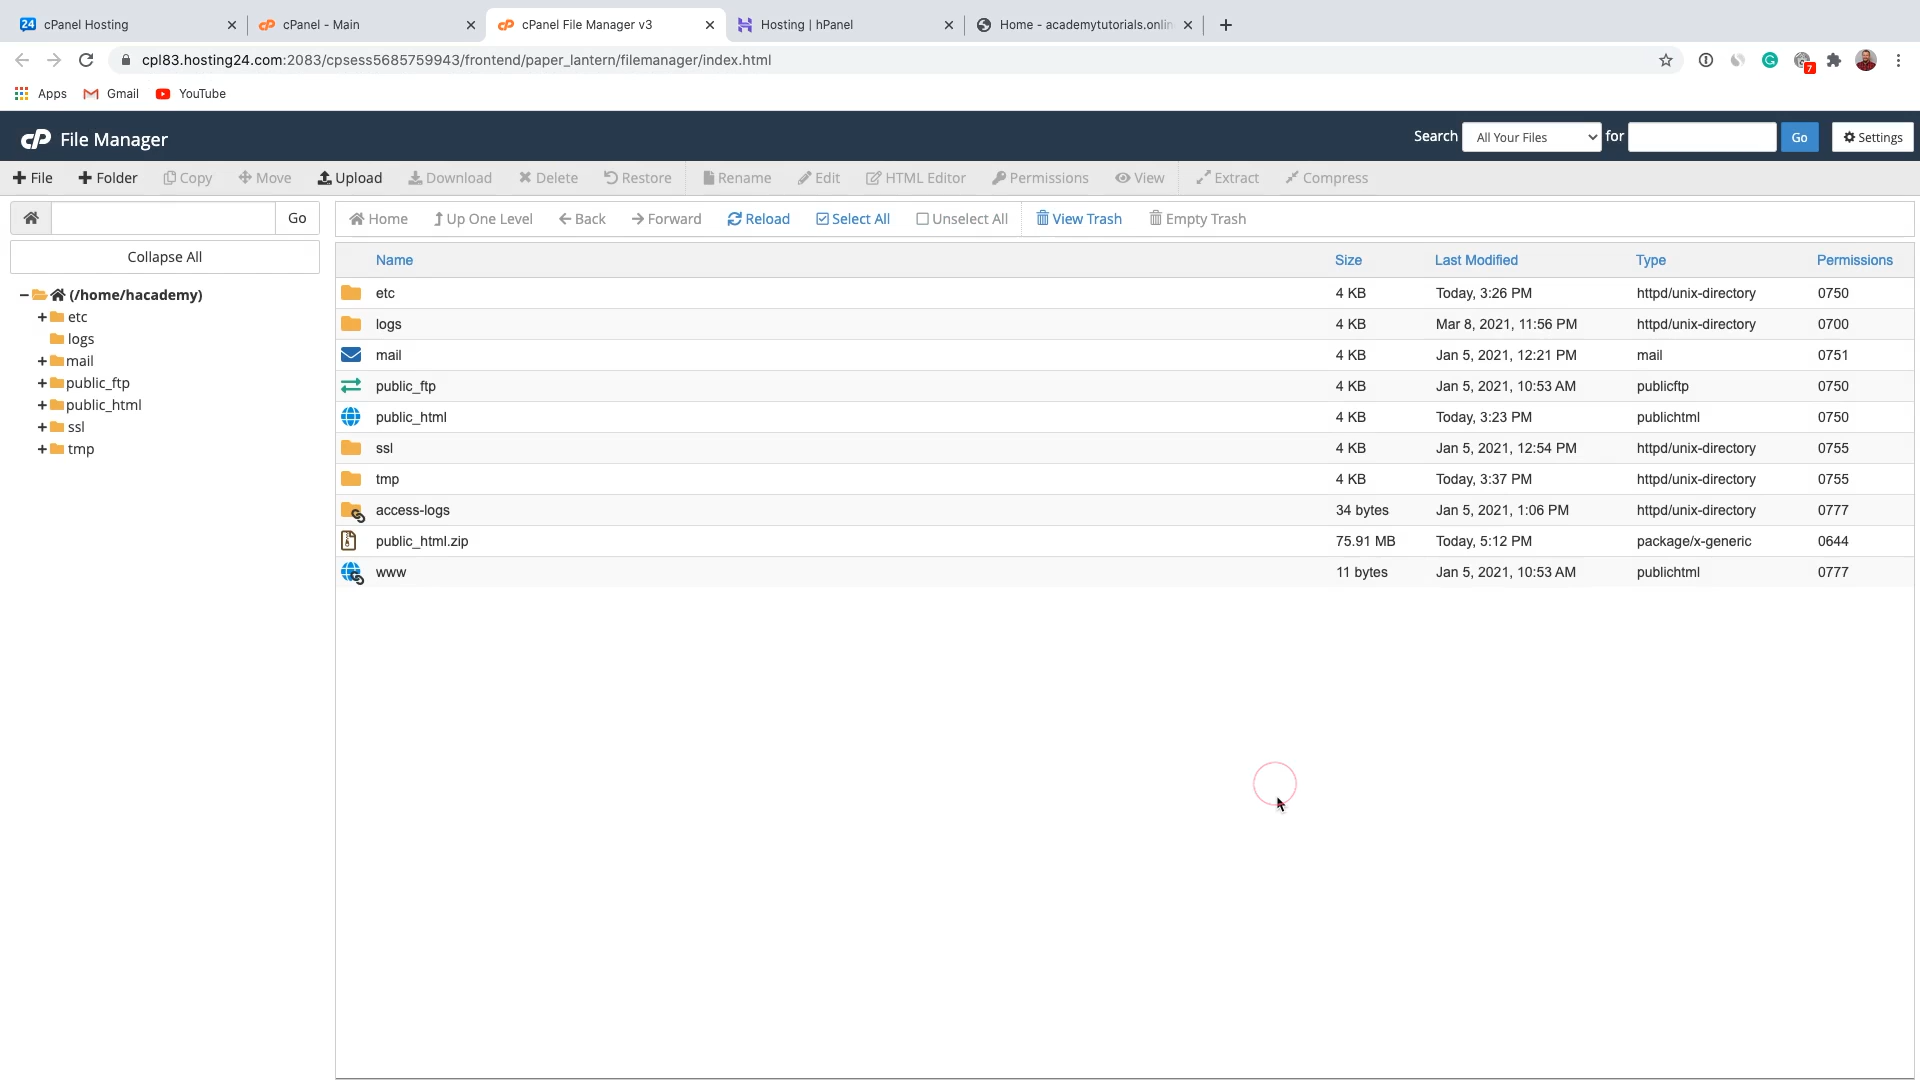 24 cPanel Hosting
cPanel - Main
cPanel File Manager v3
Hosting | hPanel
Home - academytutorials.onlin
cpl83.hosting24.com:2083/cpsess5685759943/frontend/paper_lantern/filemanager/index.html
7
Apps Gmail YouTube
cP File Manager
Search All Your Files for Go Settings
File Folder Copy Move Upload Download Delete Restore Rename Edit HTML Editor Permissions View Extract Compress
Go
Home Up One Level Back Forward Reload Select All Unselect All View Trash Empty Trash
Collapse All
(/home/hacademy)
etc
logs
mail
public_ftp
public_html
ssl
tmp
Name Size Last Modified Type Permissions
etc 4 KB Today, 3:26 PM httpd/unix-directory 0750
logs 4 KB Mar 8, 2021, 11:56 PM httpd/unix-directory 0700
mail 4 KB Jan 5, 2021, 12:21 PM mail 0751
public_ftp 4 KB Jan 5, 2021, 10:53 AM publicftp 0750
public_html 4 KB Today, 3:23 PM publichtml 0750
ssl 4 KB Jan 5, 2021, 12:54 PM httpd/unix-directory 0755
tmp 4 KB Today, 3:37 PM httpd/unix-directory 0755
access-logs 34 bytes Jan 5, 2021, 1:06 PM httpd/unix-directory 0777
public_html.zip 75.91 MB Today, 5:12 PM package/x-generic 0644
www 11 bytes Jan 5, 2021, 10:53 AM publichtml 0777